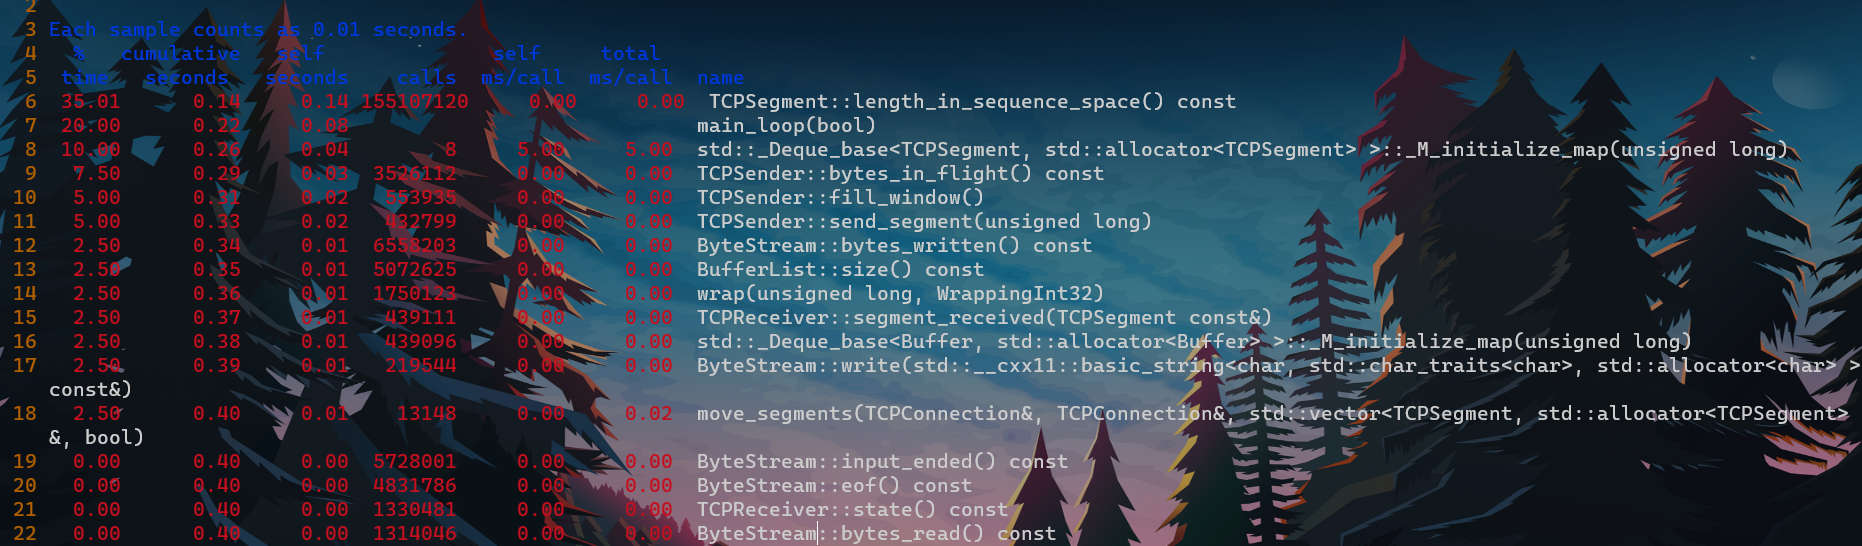 2
3 Each sample counts as 0.01 seconds.
4 % cumulative self self total
5 time seconds seconds calls ms/call ms/call name
6 35.01 0.14 0.14 155107120 0.00 0.00 TCPSegment::length_in_sequence_space() const
7 20.00 0.22 0.08 main_loop(bool)
8 10.00 0.26 0.04 8 5.00 5.00 std::_Deque_base<TCPSegment, std::allocator<TCPSegment> >::_M_initialize_map(unsigned long)
9 7.50 0.29 0.03 3526112 0.00 0.00 TCPSender::bytes_in_flight() const
10 5.00 0.31 0.02 553935 0.00 0.00 TCPSender::fill_window()
11 5.00 0.33 0.02 432799 0.00 0.00 TCPSender::send_segment(unsigned long)
12 2.50 0.34 0.01 6558203 0.00 0.00 ByteStream::bytes_written() const
13 2.50 0.35 0.01 5072625 0.00 0.00 BufferList::size() const
14 2.50 0.36 0.01 1750123 0.00 0.00 wrap(unsigned long, WrappingInt32)
15 2.50 0.37 0.01 439111 0.00 0.00 TCPReceiver::segment_received(TCPSegment const&)
16 2.50 0.38 0.01 439096 0.00 0.00 std::_Deque_base<Buffer, std::allocator<Buffer> >::_M_initialize_map(unsigned long)
17 2.50 0.39 0.01 219544 0.00 0.00 ByteStream::write(std::__cxx11::basic_string<char, std::char_traits<char>, std::allocator<char> >
const&)
18 2.50 0.40 0.01 13148 0.00 0.02 move_segments(TCPConnection&, TCPConnection&, std::vector<TCPSegment, std::allocator<TCPSegment>
&, bool)
19 0.00 0.40 0.00 5728001 0.00 0.00 ByteStream::input_ended() const
20 0.00 0.40 0.00 4831786 0.00 0.00 ByteStream::eof() const
21 0.00 0.40 0.00 1330481 0.00 0.00 TCPReceiver::state() const
22 0.00 0.40 0.00 1314046 0.00 0.00 ByteStream::bytes_read() const